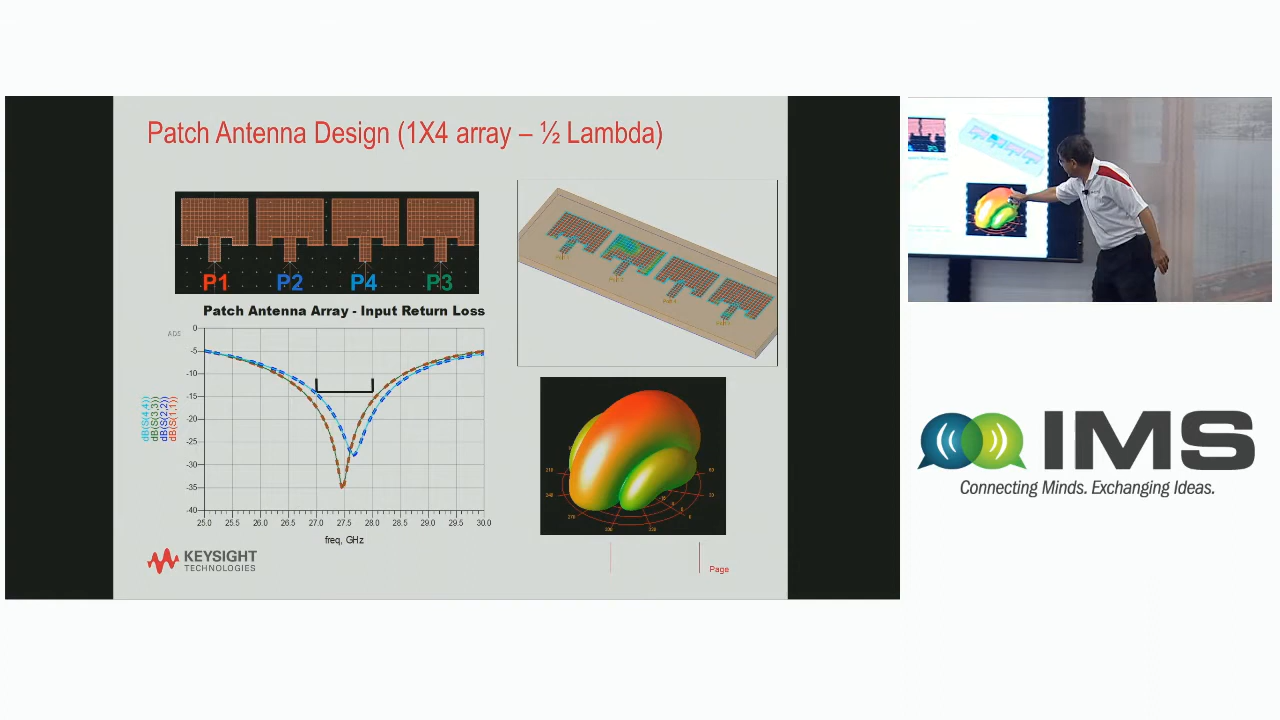 Patch Antenna Design (1X4 array – ½ Lambda)
P1 P2 P4 P3
Patch Antenna Array - Input Return Loss
ADS
0
-5
-10
-15
-20
-25
-30
-35
-40
dB(S(4,4))
dB(S(3,3))
dB(S(2,2))
dB(S(1,1))
25.0 25.5 26.0 26.5 27.0 27.5 28.0 28.5 29.0 29.5 30.0
freq, GHz
KEYSIGHT
TECHNOLOGIES
Page
IMS
Connecting Minds. Exchanging Ideas.